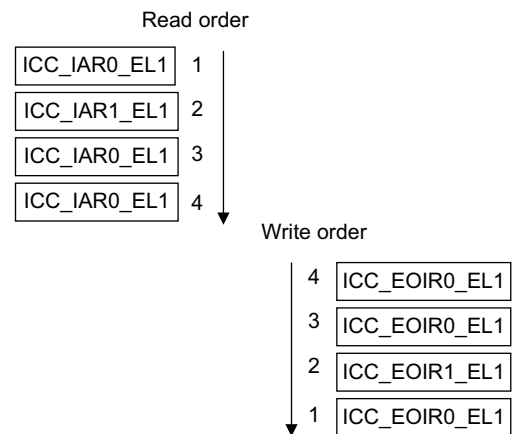 Read order
ICC_IAR0_EL1 1
ICC_IAR1_EL1 2
ICC_IAR0_EL1 3
ICC_IAR0_EL1 4
Write order
4 ICC_EOIR0_EL1
3 ICC_EOIR0_EL1
2 ICC_EOIR1_EL1
1 ICC_EOIR0_EL1